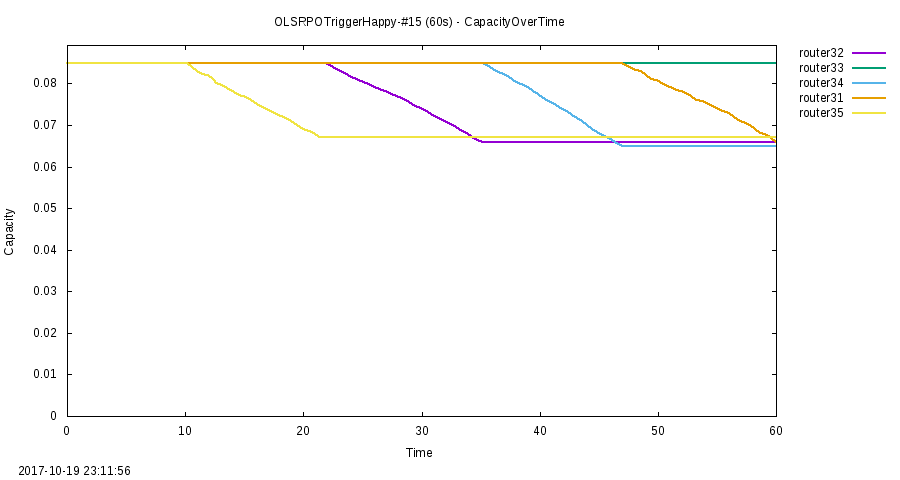 OLSRPOTriggerHappy-#15 (60s) - CapacityOverTime
router32
router33
router34
router31
router35
0.08
0.07
0.06
0.05
0.04
0.03
0.02
0.01
0
Capacity
0 10 20 30 40 50 60
Time
2017-10-19 23:11:56